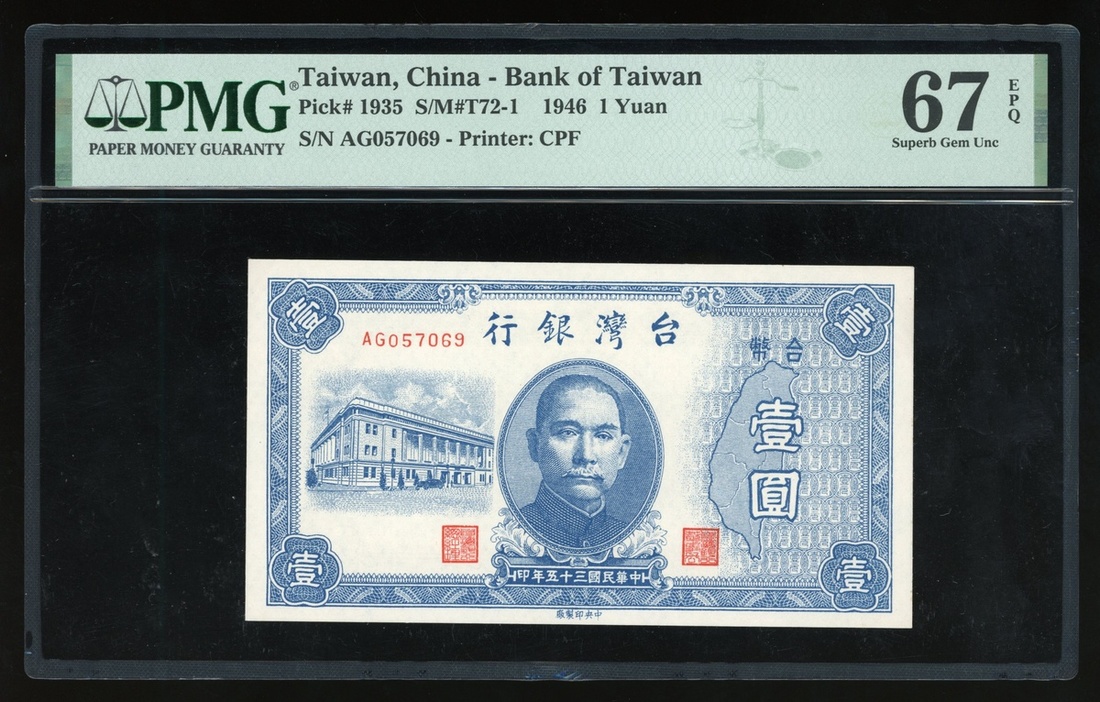 PMG®
PAPER MONEY GUARANTY
Taiwan, China - Bank of Taiwan
Pick# 1935 S/M#T72-1 1946 1 Yuan
S/N AG057069 - Printer: CPF
67
EPQ
Superb Gem Unc
壹
壹
台灣銀行
AG057069
台幣
壹圓
壹
中華民國三十五年印
壹
中央印製廠